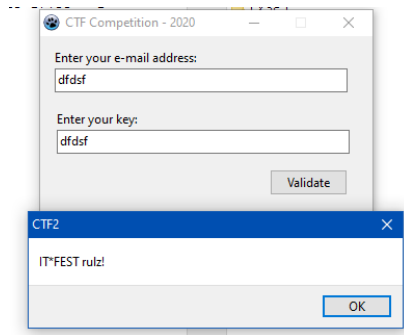 CTF Competition - 2020
Enter your e-mail address:
dfdsf
Enter your key:
dfdsf
Validate
CTF2
IT*FEST rulz!
OK